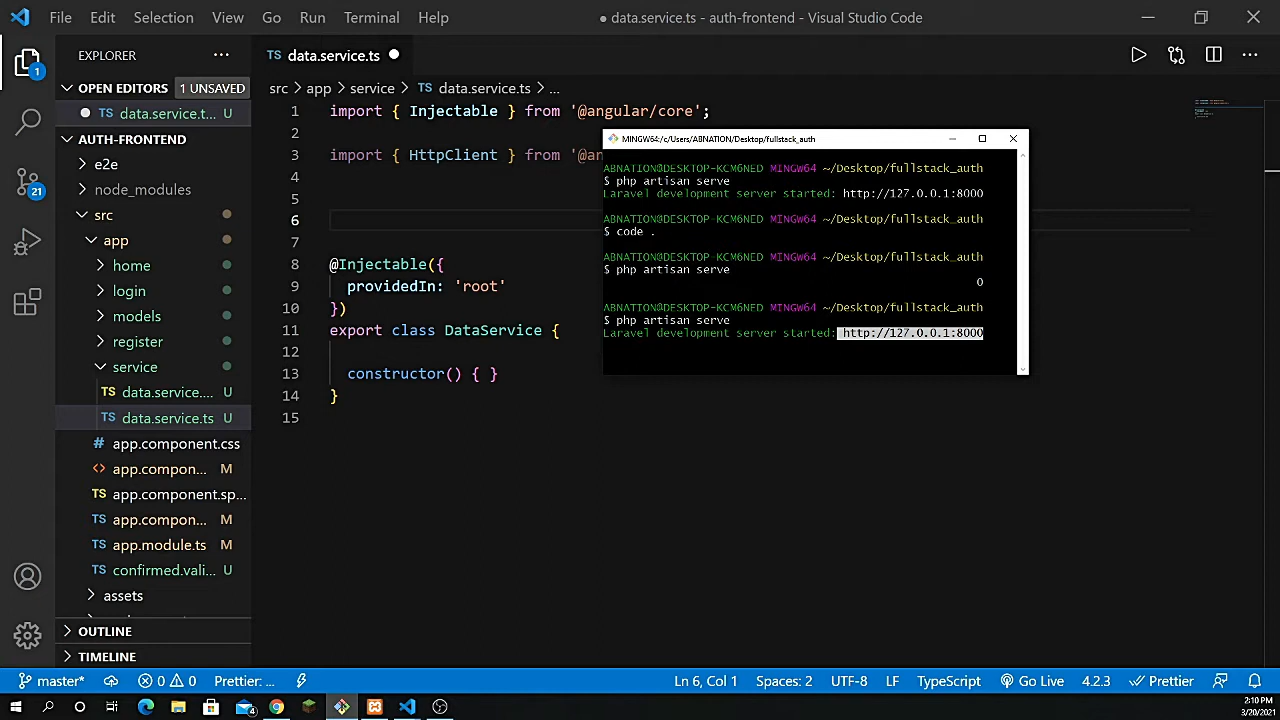 File Edit Selection View Go Run Terminal Help
● data.service.ts - auth-frontend - Visual Studio Code
EXPLORER
TS data.service.ts
OPEN EDITORS 1 UNSAVED
TS data.service.t... U
AUTH-FRONTEND
e2e
node_modules
src
app
home
login
models
register
service
TS data.service.... U
TS data.service.ts U
# app.component.css
<> app.compon... M
TS app.component.sp...
TS app.compon... M
TS app.module.ts M
TS confirmed.vali... U
assets
OUTLINE
TIMELINE
1
21
src > app > service > TS data.service.ts > ...
1 import { Injectable } from '@angular/core';
2
3 import { HttpClient } from '@an
4
5
6
7
8 @Injectable({
9 providedIn: 'root'
10 })
11 export class DataService {
12
13 constructor() { }
14 }
15
MINGW64:/c/Users/ABNATION/Desktop/fullstack_auth
ABNATION@DESKTOP-KCM6NED MINGW64 ~/Desktop/fullstack_auth
$ php artisan serve
Laravel development server started: http://127.0.0.1:8000
ABNATION@DESKTOP-KCM6NED MINGW64 ~/Desktop/fullstack_auth
$ code .
ABNATION@DESKTOP-KCM6NED MINGW64 ~/Desktop/fullstack_auth
$ php artisan serve
0
ABNATION@DESKTOP-KCM6NED MINGW64 ~/Desktop/fullstack_auth
$ php artisan serve
Laravel development server started: http://127.0.0.1:8000
master* 0 0 Prettier: ... Ln 6, Col 1 Spaces: 2 UTF-8 LF TypeScript Go Live 4.2.3 Prettier
4
2:10 PM
3/20/2021